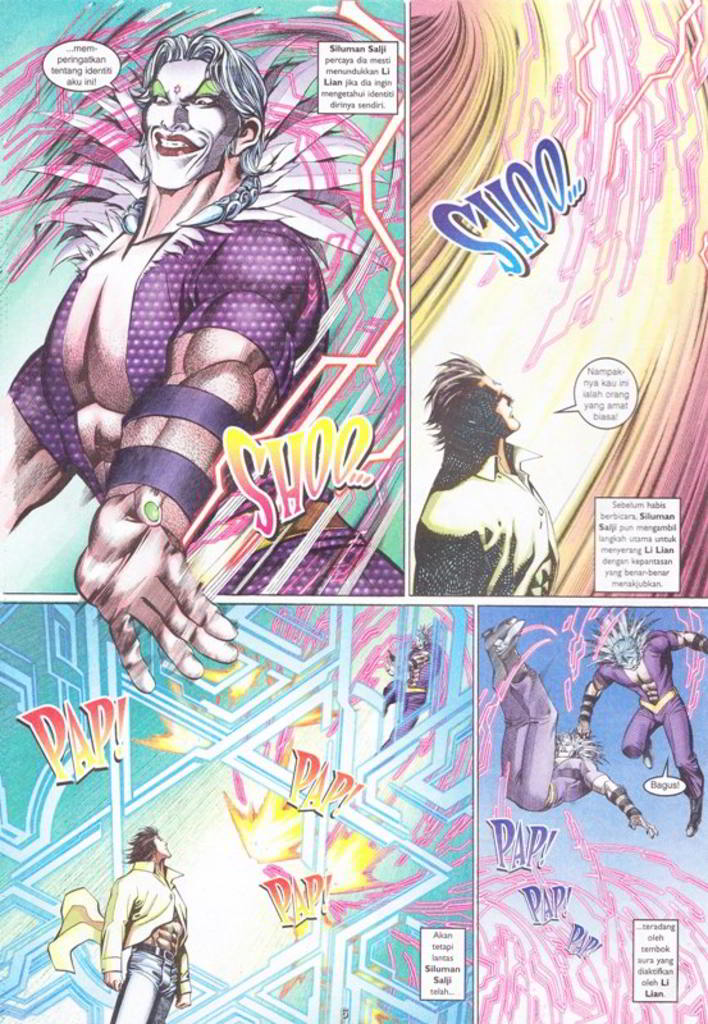 ...mem-
peringatkan
tentang identiti
aku ini!
Siluman Salji
percaya dia mesti
menundukkan Li
Lian jika dia ingin
mengetahui identiti
dirinya sendiri.
SHOO...
SHOO...
Nampak-
nya kau ini
ialah orang
yang amat
biasa!
Sebelum habis
berbicara, Siluman
Salji pun mengambil
langkah utama untuk
menyerang Li Lian
dengan kepantasan
yang benar-benar
menakjubkan.
PAP!
PAP!
PAP!
Akan
tetapi
lantas
Siluman
telah...
Bagus!
PAP!
PAP!
PAP!
...teradang
oleh
tembok
aura yang
diaktifkan
oleh Li
Lian.
5